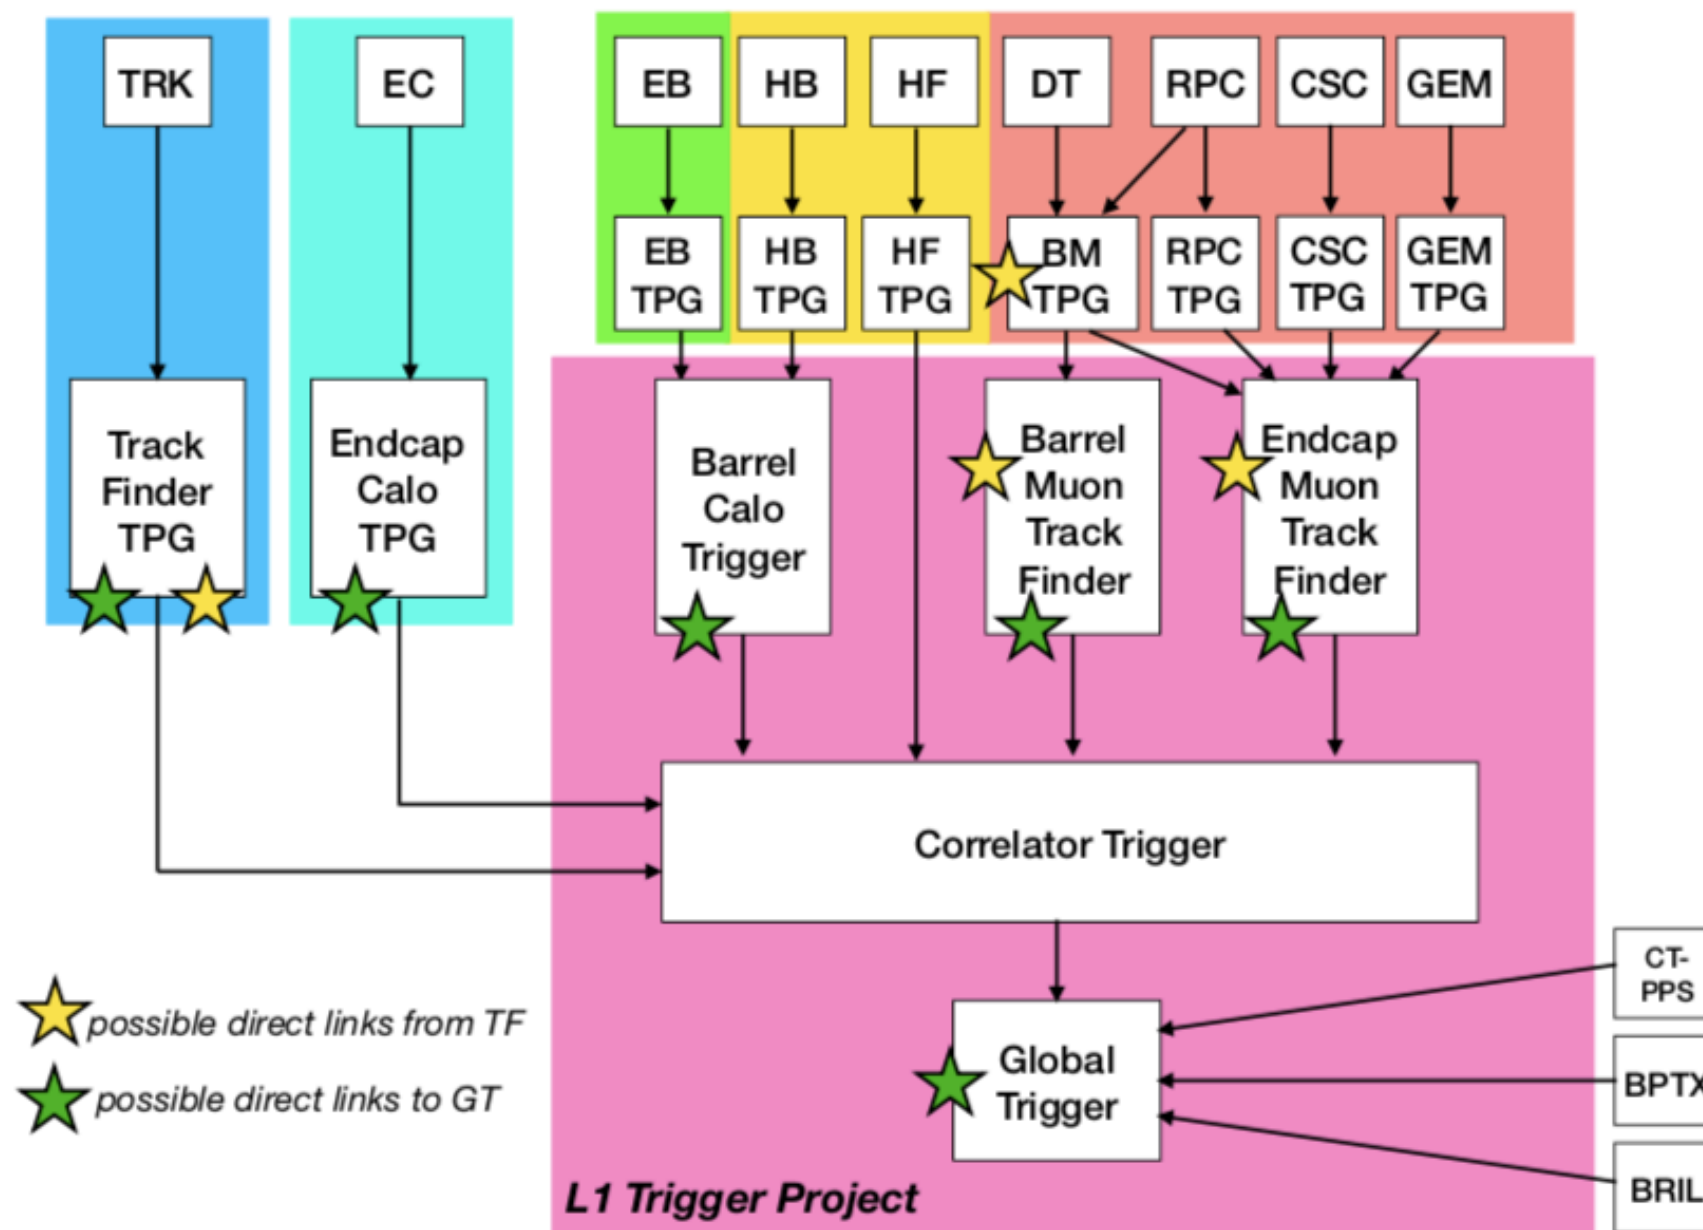 TRK
EC
EB
HB
HF
DT
RPC
CSC
GEM
EB
TPG
HB
TPG
HF
TPG
BM
TPG
RPC
TPG
CSC
TPG
GEM
TPG
Track
Finder
TPG
Endcap
Calo
TPG
Barrel
Calo
Trigger
Barrel
Muon
Track
Finder
Endcap
Muon
Track
Finder
Correlator Trigger
CT-
PPS
possible direct links from TF
possible direct links to GT
Global
Trigger
BPTX
BRIL
L1 Trigger Project